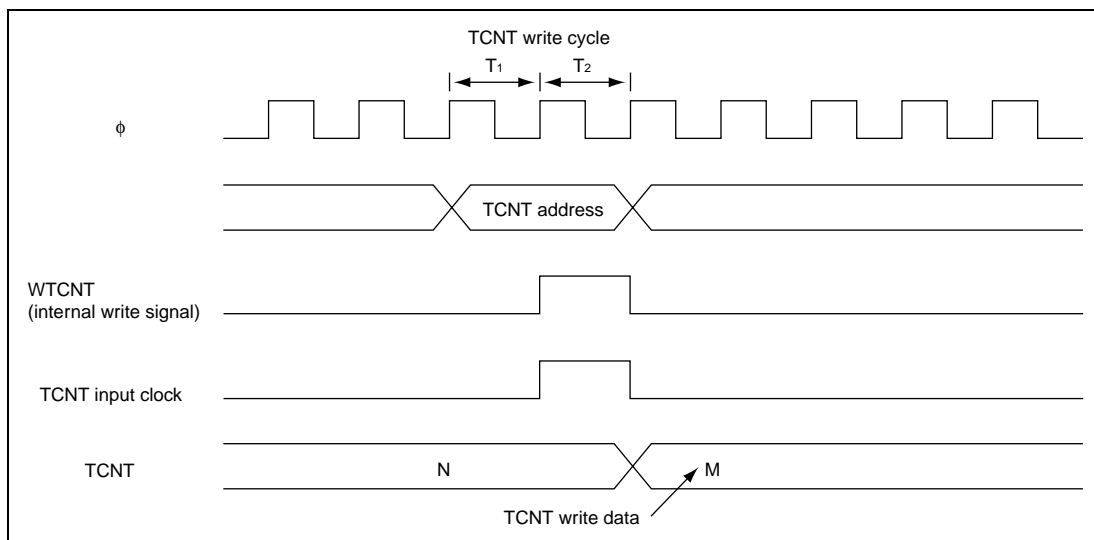 TCNT write cycle
T1 T2
ϕ
TCNT address
WTCNT
(internal write signal)
TCNT input clock
TCNT N M
TCNT write data